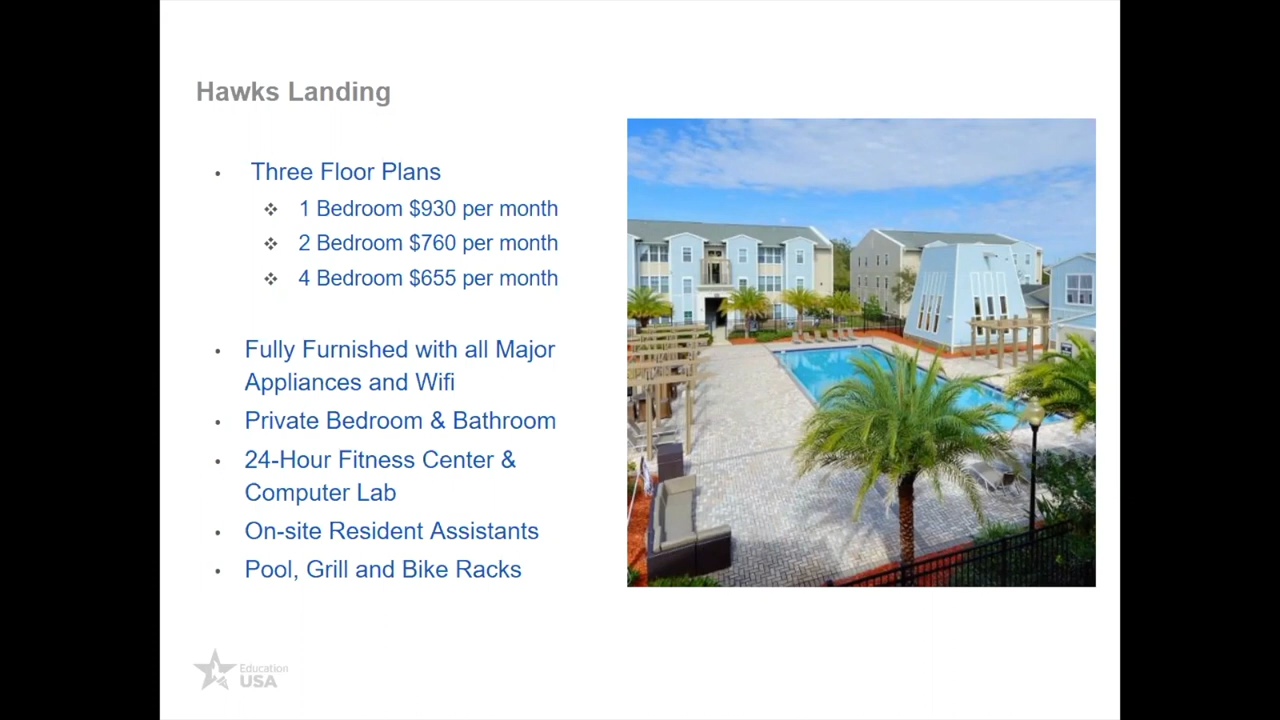 Hawks Landing
• Three Floor Plans
❖ 1 Bedroom $930 per month
❖ 2 Bedroom $760 per month
❖ 4 Bedroom $655 per month
• Fully Furnished with all Major
Appliances and Wifi
• Private Bedroom & Bathroom
• 24-Hour Fitness Center &
Computer Lab
• On-site Resident Assistants
• Pool, Grill and Bike Racks
Education
USA